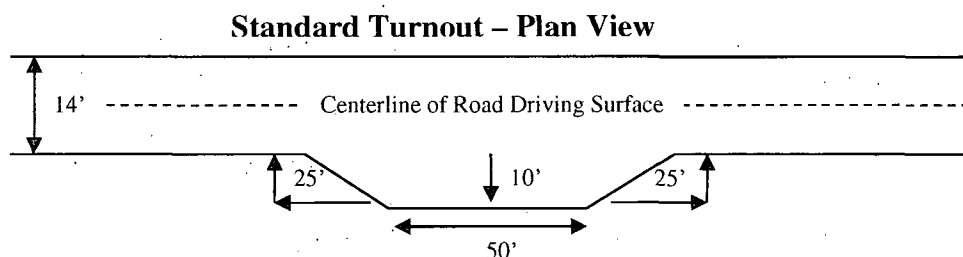 Standard Turnout – Plan View
14'
Centerline of Road Driving Surface
25'
10'
25'
50'